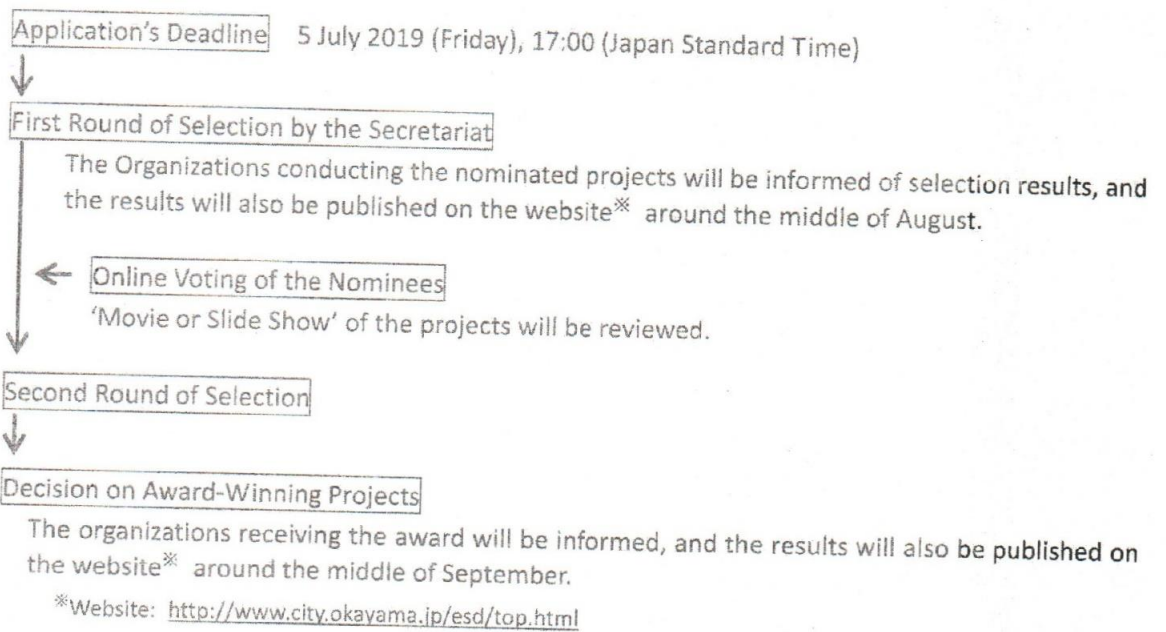 Application's Deadline 5 July 2019 (Friday), 17:00 (Japan Standard Time)
First Round of Selection by the Secretariat
The Organizations conducting the nominated projects will be informed of selection results, and
the results will also be published on the website※ around the middle of August.
Online Voting of the Nominees
'Movie or Slide Show' of the projects will be reviewed.
Second Round of Selection
Decision on Award-Winning Projects
The organizations receiving the award will be informed, and the results will also be published on
the website※ around the middle of September.
※Website: http://www.city.okayama.jp/esd/top.html